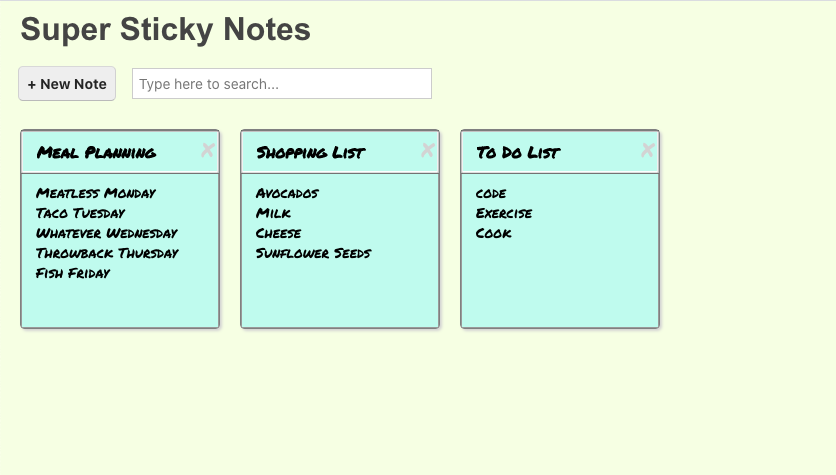 Super Sticky Notes
+ New Note
Type here to search...
Meal Planning
Meatless Monday
Taco Tuesday
Whatever Wednesday
Throwback Thursday
Fish Friday
Shopping List
Avocados
Milk
Cheese
Sunflower Seeds
To Do List
code
Exercise
Cook